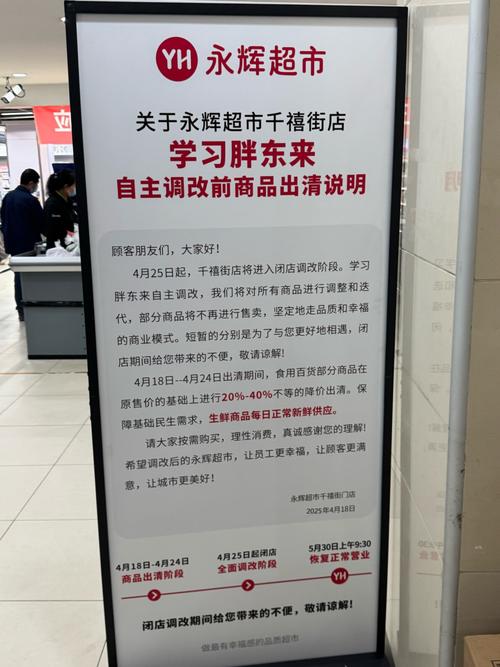 YH 永辉超市
关于永辉超市千禧街店
学习胖东来
自主调改前商品出清说明
顾客朋友们，大家好！
4月25日起，千禧街店将进入闭店调改阶段。学习
胖东来自主调改，我们将对所有商品进行调整和迭
代，部分商品将不再进行售卖，坚定地走品质和幸福
的商业模式。短暂的分别是为了与您更好地相遇，闭
店期间给您带来的不便，敬请谅解！
4月18日--4月24日出清期间，食用百货部分商品在
原售价的基础上进行20%-40%不等的降价出清。保
障基础民生需求，生鲜商品每日正常新鲜供应。
请大家按需购买，理性消费，真诚感谢您的理解！
希望调改后的永辉超市，让员工更幸福，让顾客更满
意，让城市更美好！
永辉超市千禧街门店
2025年4月18日
4月18日-4月24日
商品出清阶段
4月25日起闭店
全面调改阶段
5月30日上午9:30
恢复正常营业
YH
闭店调改期间给您带来的不便，敬请谅解！
做最有幸福感的品质超市